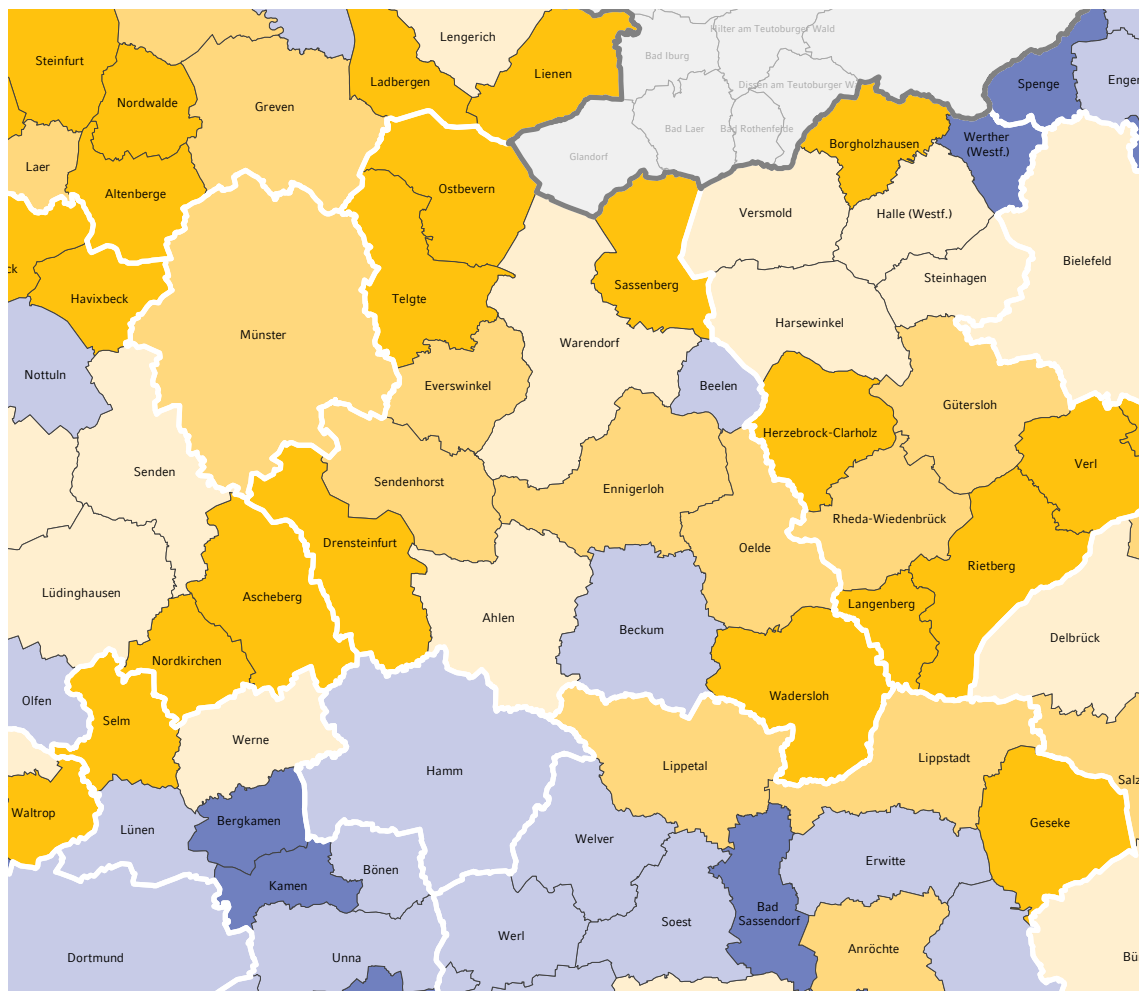 Lengerich
Hilter am Teutoburger Wald
Steinfurt
Bad Iburg
Lienen
Ladbergen
Spenge
Enger
Dissen am Teutoburger W
Nordwalde
Greven
Bad Laer
Bad Rothenfelde
Borgholzhausen
Werther
(Westf.)
Glandorf
Laer
Altenberge
Ostbevern
Versmold
Halle (Westf.)
Bielefeld
ck
Steinhagen
Havixbeck
Telgte
Sassenberg
Harsewinkel
Münster
Warendorf
Nottuln
Everswinkel
Beelen
Gütersloh
Herzebrock-Clarholz
Verl
Senden
Sendenhorst
Ennigerloh
Rheda-Wiedenbrück
Drensteinfurt
Oelde
Rietberg
Lüdinghausen
Ascheberg
Langenberg
Ahlen
Beckum
Delbrück
Nordkirchen
Olfen
Wadersloh
Selm
Werne
Lippetal
Lippstadt
Hamm
Salz
Waltrop
Bergkamen
Geseke
Lünen
Welver
Erwitte
Bönen
Kamen
Bad
Sassendorf
Soest
Werl
Anröchte
Dortmund
Unna
Bü